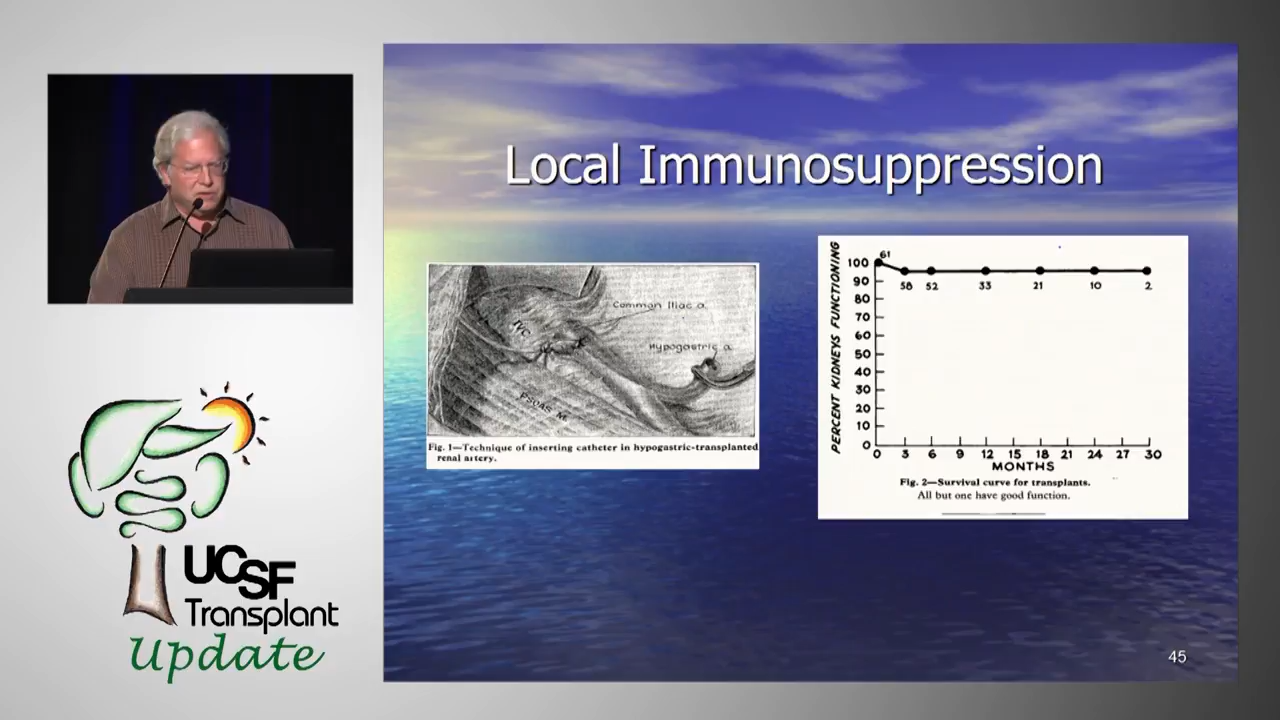 Local Immunosuppression
IVC
Common Iliac a.
Hypogastric a.
Psoas M.
Fig. 1—Technique of inserting catheter in hypogastric-transplanted
renal artery.
PERCENT KIDNEYS FUNCTIONING
100
90
80
70
60
50
40
30
20
10
0
61
58 52 33 21 10 2
0 3 6 9 12 15 18 21 24 27 30
MONTHS
Fig. 2—Survival curve for transplants.
All but one have good function.
45
UCSF
Transplant
Update